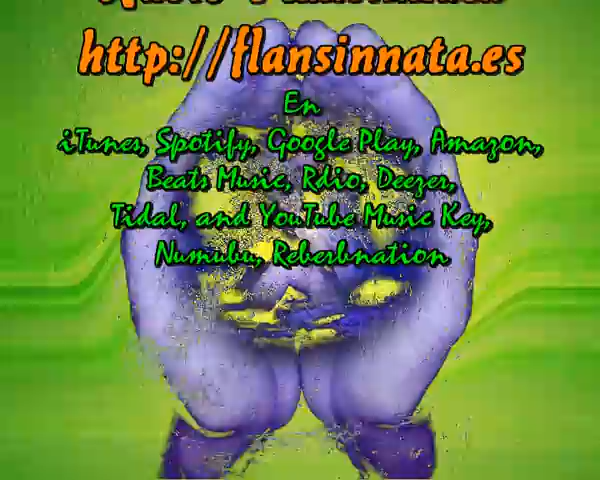 http://flansinnata.es
En
iTunes, Spotify, Google Play, Amazon,
Beats Music, Rdio, Deezer,
Tidal, and YouTube Music Key,
Numubu, Reberbnation